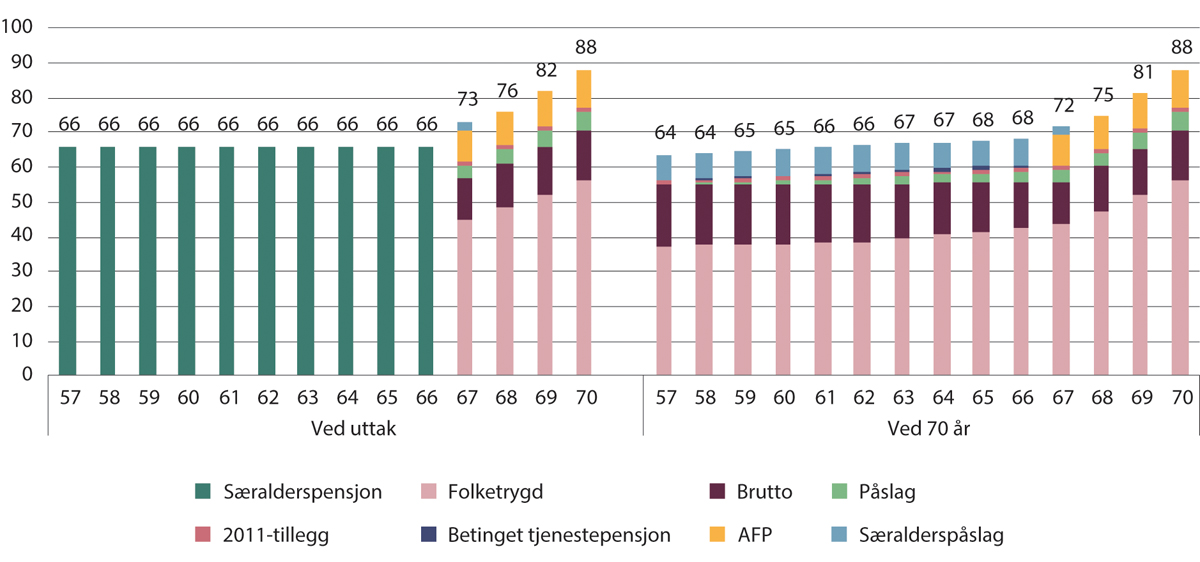 100
90
80
70
60
50
40
30
20
10
0
66 66 66 66 66 66 66 66 66 66 73 76 82 88
64 64 65 65 66 66 67 67 68 68 72 75 81 88
57 58 59 60 61 62 63 64 65 66 67 68 69 70
57 58 59 60 61 62 63 64 65 66 67 68 69 70
Ved uttak
Ved 70 år
Særalderspensjon Folketrygd Brutto Påslag
2011-tillegg Betinget tjenestepensjon AFP Særalderspåslag